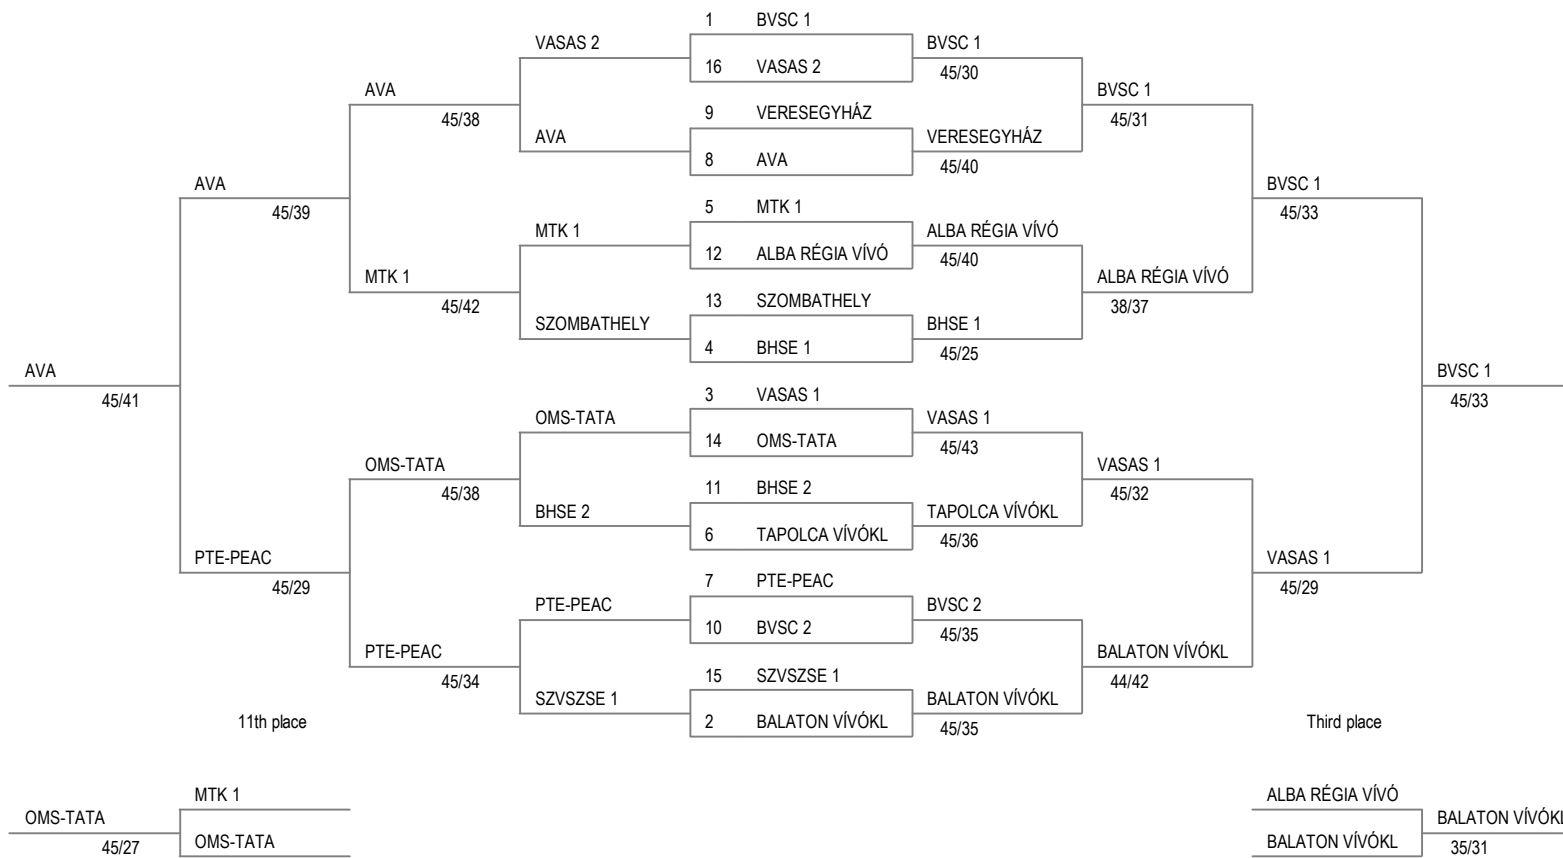 1 BVSC 1
VASAS 2 BVSC 1
16 VASAS 2 45/30
AVA BVSC 1
45/38 9 VERESEGYHÁZ 45/31
AVA VERESEGYHÁZ
8 AVA 45/40
AVA BVSC 1
45/39 5 MTK 1 45/33
MTK 1 ALBA RÉGIA VÍVÓ
12 ALBA RÉGIA VÍVÓ 45/40
MTK 1 ALBA RÉGIA VÍVÓ
45/42 13 SZOMBATHELY 38/37
SZOMBATHELY BHSE 1
4 BHSE 1 45/25
AVA BVSC 1
45/41 3 VASAS 1 45/33
OMS-TATA VASAS 1
14 OMS-TATA 45/43
OMS-TATA VASAS 1
45/38 11 BHSE 2 45/32
BHSE 2 TAPOLCA VÍVÓKL
6 TAPOLCA VÍVÓKL 45/36
PTE-PEAC VASAS 1
45/29 7 PTE-PEAC 45/29
PTE-PEAC BVSC 2
10 BVSC 2 45/35
PTE-PEAC BALATON VÍVÓKL
45/34 15 SZVSZSE 1 44/42
SZVSZSE 1 BALATON VÍVÓKL
11th place 2 BALATON VÍVÓKL 45/35 Third place
MTK 1 ALBA RÉGIA VÍVÓ
OMS-TATA BALATON VÍVÓKL
45/27 OMS-TATA BALATON VÍVÓKL 35/31